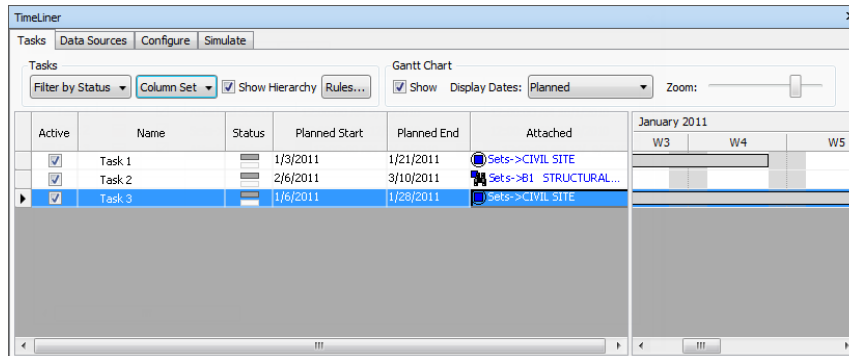 TimeLiner
Tasks Data Sources Configure Simulate
Tasks Gantt Chart
Filter by Status Column Set Show Hierarchy Rules... Show Display Dates: Planned Zoom:
Active Name Status Planned Start Planned End Attached January 2011
W3 W4 W5
Task 1 1/3/2011 1/21/2011 Sets->CIVIL SITE
Task 2 2/6/2011 3/10/2011 Sets->B1 STRUCTURAL...
Task 3 1/6/2011 1/28/2011 Sets->CIVIL SITE